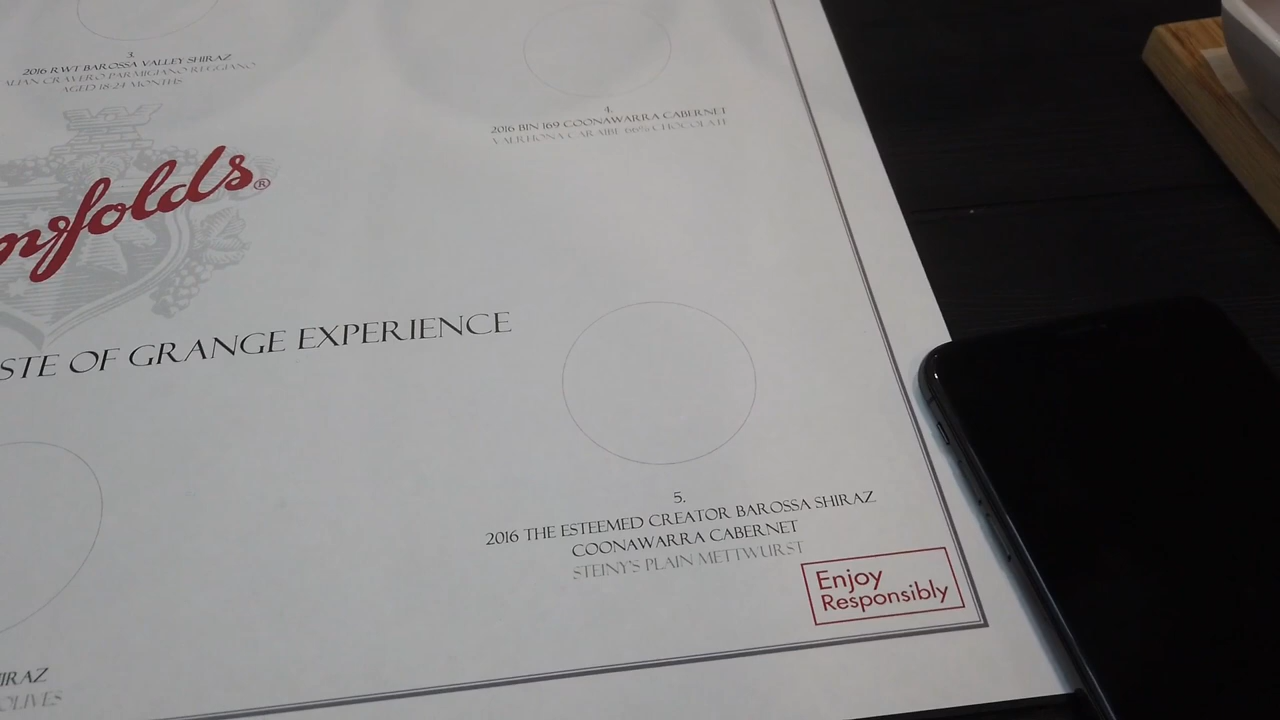 3.
2016 RWT BAROSSA VALLEY SHIRAZ
ALIAN CRAVERO PARMIGIANO REGGIANO
AGED 18-24 MONTHS
4.
2016 BIN 169 COONAWARRA CABERNET
VALRHONA CARAIBE 66% CHOCOLATE
nfolds®
STE OF GRANGE EXPERIENCE
5.
2016 THE ESTEEMED CREATOR BAROSSA SHIRAZ
COONAWARRA CABERNET
STEINY'S PLAIN METTWURST
Enjoy
Responsibly
IRAZ
OLIVES